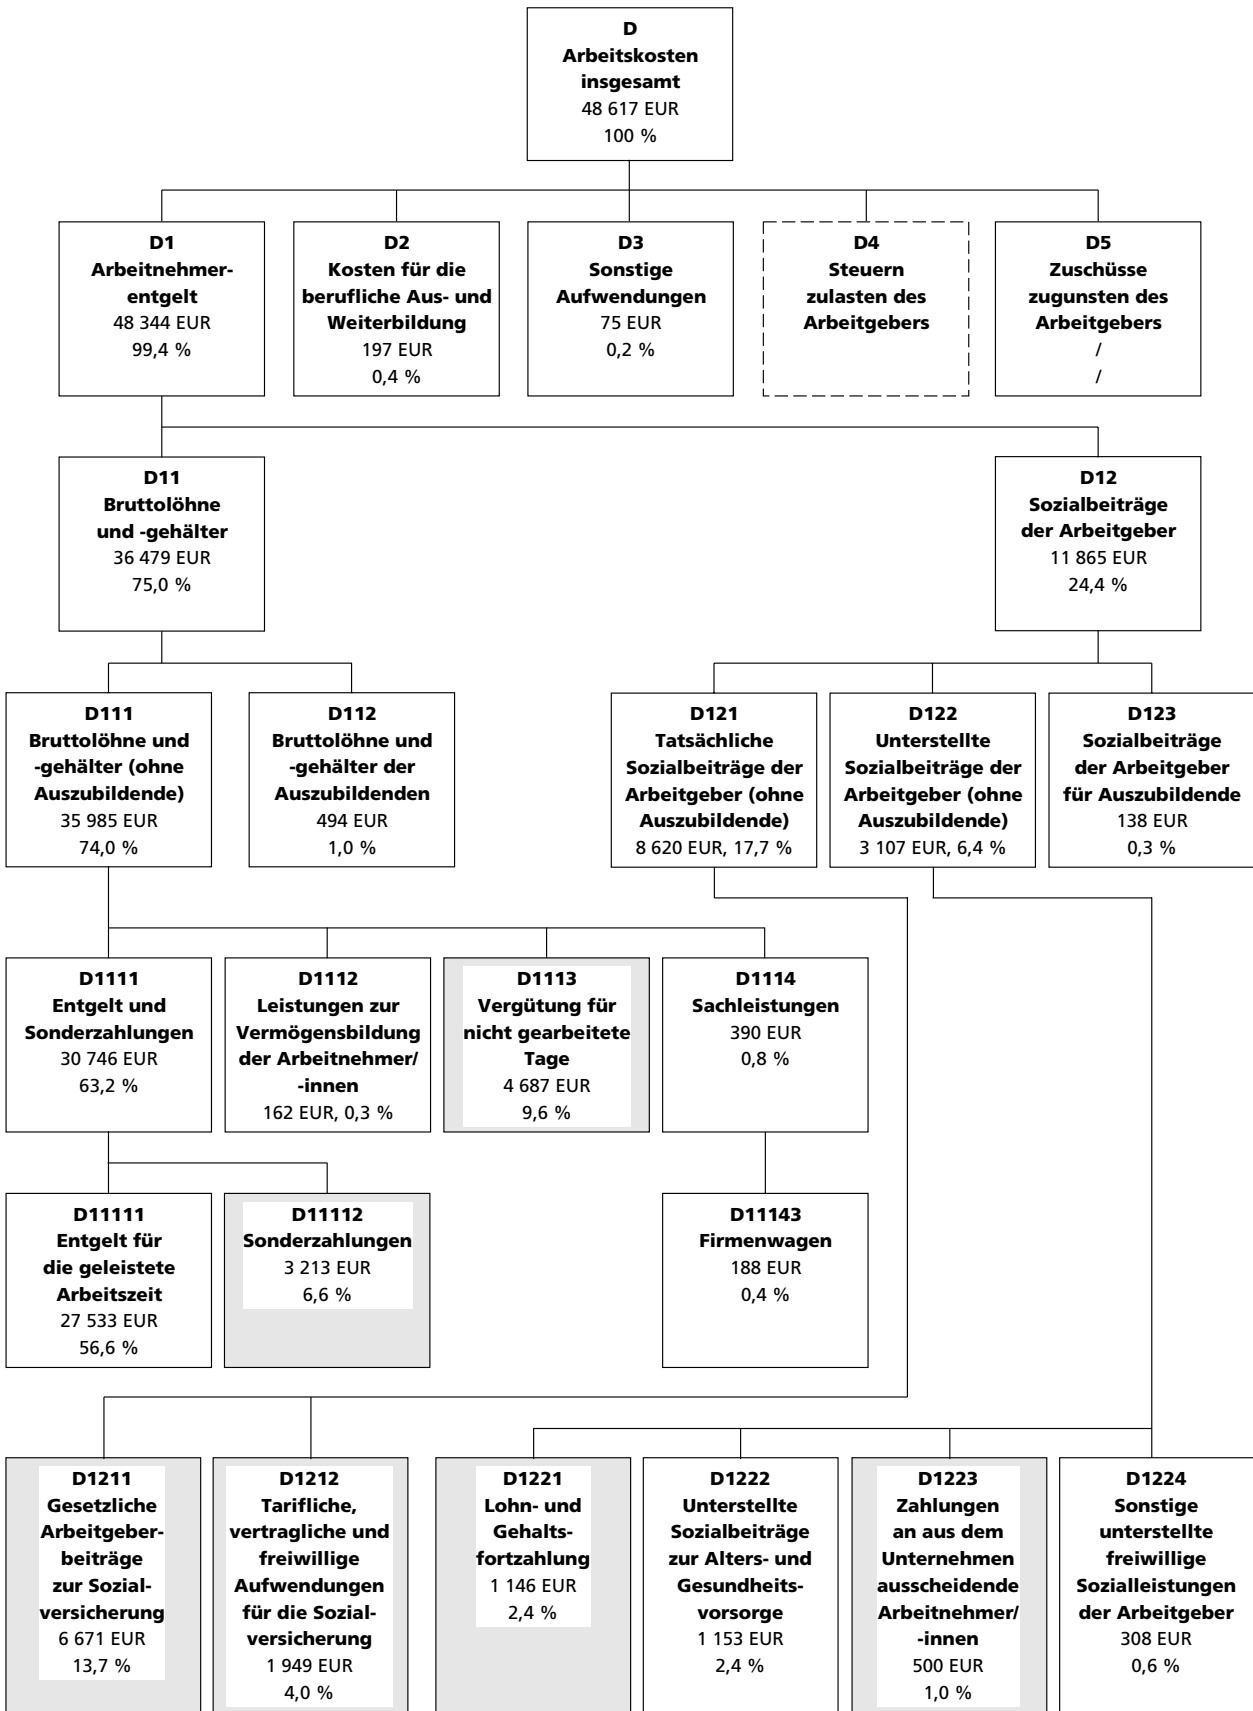 D
Arbeitskosten
insgesamt
48 617 EUR
100 %
D1
Arbeitnehmer-
entgelt
48 344 EUR
99,4 %
D2
Kosten für die
berufliche Aus- und
Weiterbildung
197 EUR
0,4 %
D3
Sonstige
Aufwendungen
75 EUR
0,2 %
D4
Steuern
zulasten des
Arbeitgebers
D5
Zuschüsse
zugunsten des
Arbeitgebers
/
/
D11
Bruttolöhne
und -gehälter
36 479 EUR
75,0 %
D12
Sozialbeiträge
der Arbeitgeber
11 865 EUR
24,4 %
D111
Bruttolöhne und
-gehälter (ohne
Auszubildende)
35 985 EUR
74,0 %
D112
Bruttolöhne und
-gehälter der
Auszubildenden
494 EUR
1,0 %
D121
Tatsächliche
Sozialbeiträge der
Arbeitgeber (ohne
Auszubildende)
8 620 EUR, 17,7 %
D122
Unterstellte
Sozialbeiträge der
Arbeitgeber (ohne
Auszubildende)
3 107 EUR, 6,4 %
D123
Sozialbeiträge
der Arbeitgeber
für Auszubildende
138 EUR
0,3 %
D1111
Entgelt und
Sonderzahlungen
30 746 EUR
63,2 %
D1112
Leistungen zur
Vermögensbildung
der Arbeitnehmer/
-innen
162 EUR, 0,3 %
D1113
Vergütung für
nicht gearbeitete
Tage
4 687 EUR
9,6 %
D1114
Sachleistungen
390 EUR
0,8 %
D11111
Entgelt für
die geleistete
Arbeitszeit
27 533 EUR
56,6 %
D11112
Sonderzahlungen
3 213 EUR
6,6 %
D11143
Firmenwagen
188 EUR
0,4 %
D1211
Gesetzliche
Arbeitgeber-
beiträge
zur Sozial-
versicherung
6 671 EUR
13,7 %
D1212
Tarifliche,
vertragliche und
freiwillige
Aufwendungen
für die Sozial-
versicherung
1 949 EUR
4,0 %
D1221
Lohn- und
Gehalts-
fortzahlung
1 146 EUR
2,4 %
D1222
Unterstellte
Sozialbeiträge
zur Alters- und
Gesundheits-
vorsorge
1 153 EUR
2,4 %
D1223
Zahlungen
an aus dem
Unternehmen
ausscheidende
Arbeitnehmer/
-innen
500 EUR
1,0 %
D1224
Sonstige
unterstellte
freiwillige
Sozialleistungen
der Arbeitgeber
308 EUR
0,6 %